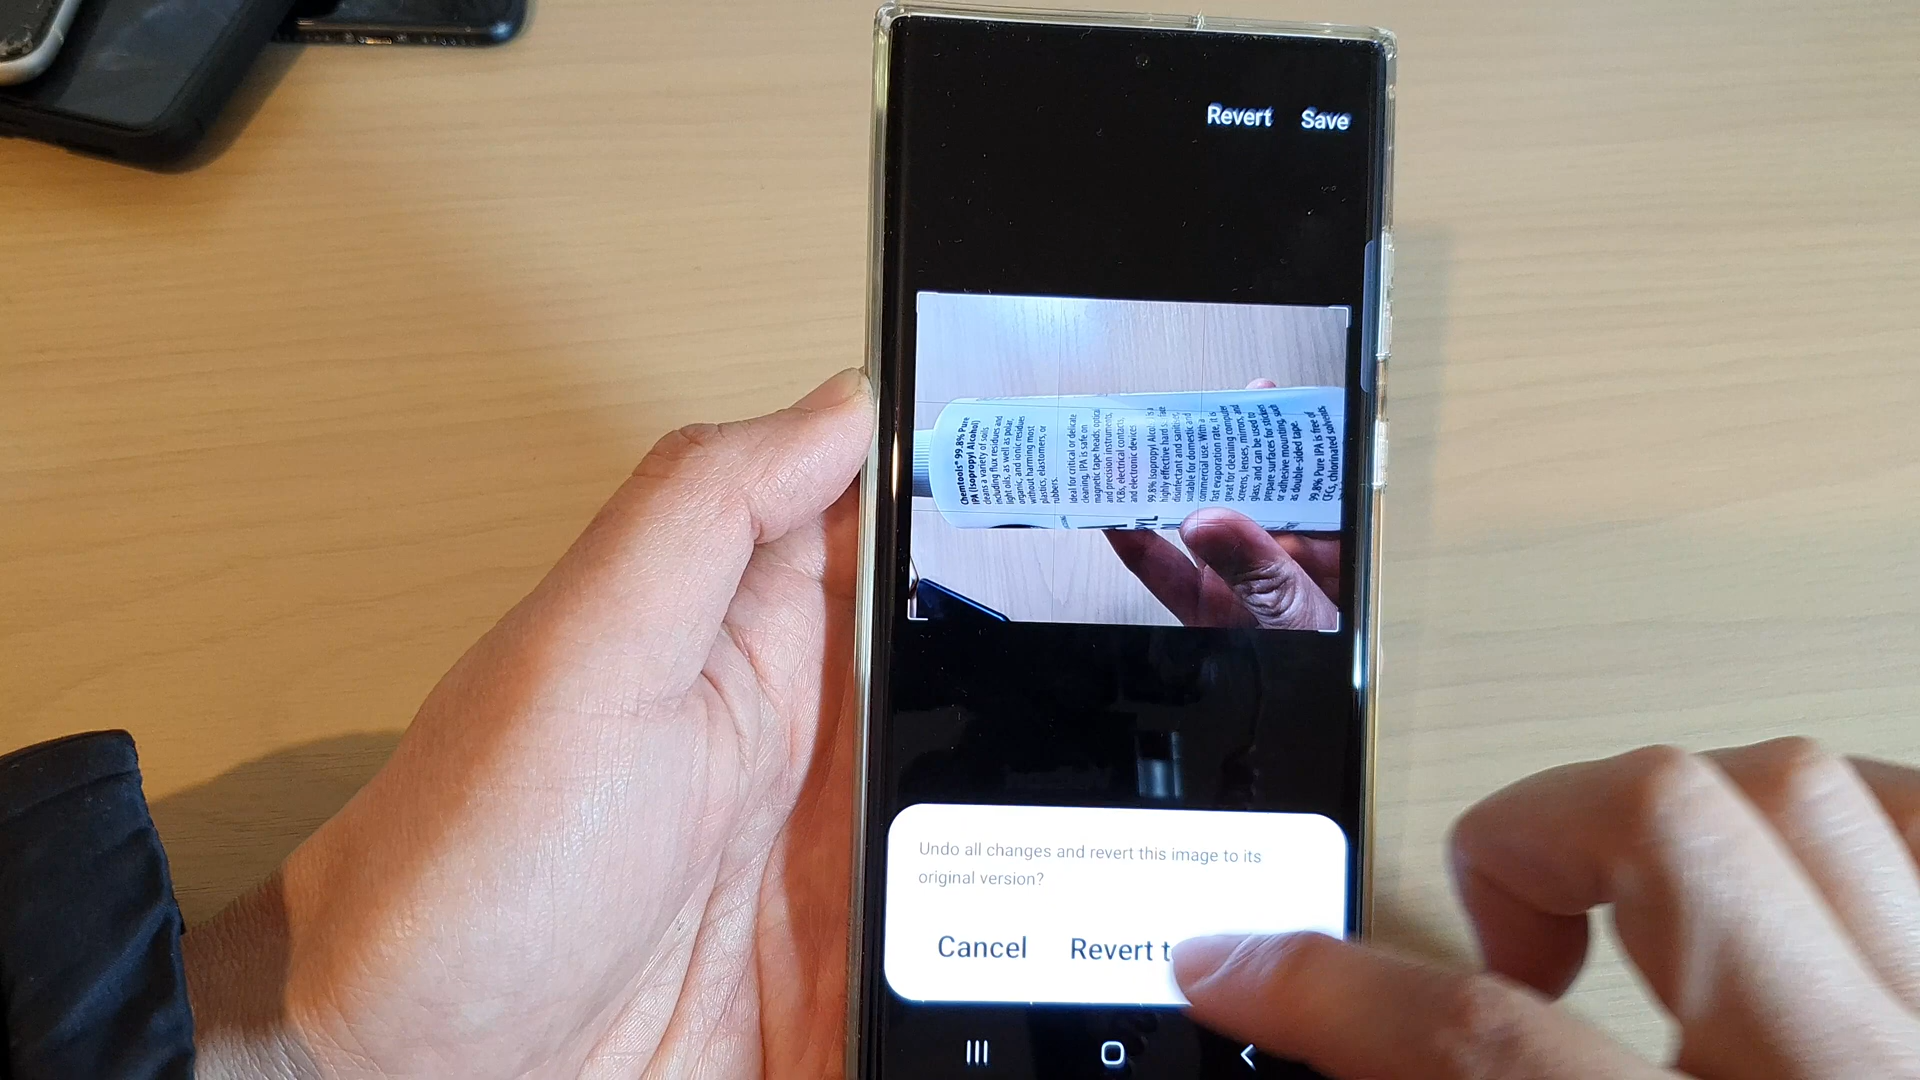 Revert Save
Chemtools® 99.8% Pure
IPA (Isopropyl Alcohol)
cleans a variety of soils
including flux residues and
light oils, as well as polar,
organic, and ionic residues
without harming most
plastics, elastomers, or
rubbers.
Ideal for critical or delicate
cleaning, IPA is safe on
magnetic tape heads, optical
and precision instruments,
PCBs, electrical contacts,
and electronic devices.
99.8% Isopropyl Alcohol is a
highly effective hard
disinfectant and sanitiser,
suitable for domestic and
commercial use. With a
fast evaporation rate, it is
great for cleaning computer
screens, lenses, mirrors, and
glass, and can be used to
prepare surfaces for stickers
or adhesive mounting, such
as double-sided tape.
99.8% Pure IPA is free of
CFCs, chlorinated solvents
Undo all changes and revert this image to its
original version?
Cancel Revert